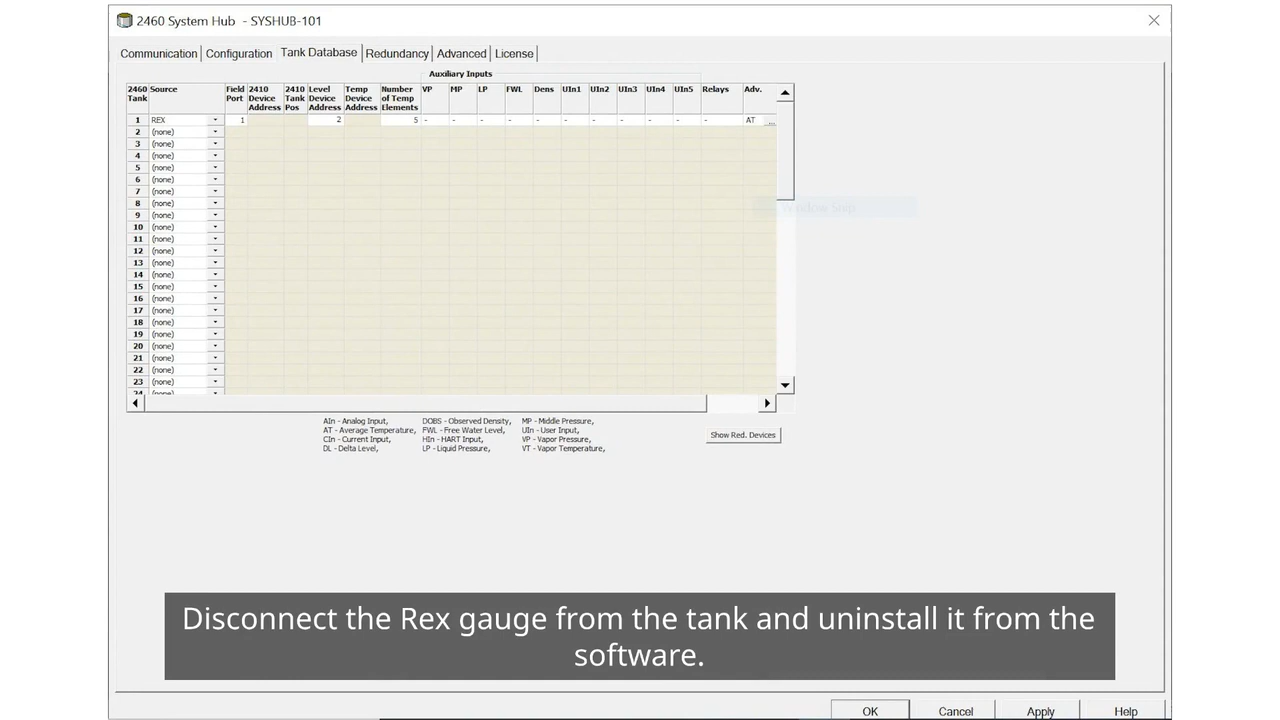 2460 System Hub - SYSHUB-101
Communication Configuration Tank Database Redundancy Advanced License
Auxiliary Inputs
2460 Tank Source Field Port 2410 Device Address 2410 Tank Pos Level Device Address Temp Device Address Number of Temp Elements VP MP LP FWL Dens UIn1 UIn2 UIn3 UIn4 UIn5 Relays Adv.
1 REX 1 2 5 - - - - - - - - - - - AT ...
2 (none)
3 (none)
4 (none)
5 (none)
6 (none)
7 (none)
8 (none)
9 (none)
10 (none)
11 (none)
12 (none)
13 (none)
14 (none)
15 (none)
16 (none)
17 (none)
18 (none)
19 (none)
20 (none)
21 (none)
22 (none)
23 (none)
24 (none)
Window Snip
AIn - Analog Input, DOBS - Observed Density, MP - Middle Pressure,
AT - Average Temperature, FWL - Free Water Level, UIn - User Input,
CIn - Current Input, HIn - HART Input, VP - Vapor Pressure,
DL - Delta Level, LP - Liquid Pressure, VT - Vapor Temperature,
Show Red. Devices
Disconnect the Rex gauge from the tank and uninstall it from the
software.
OK Cancel Apply Help